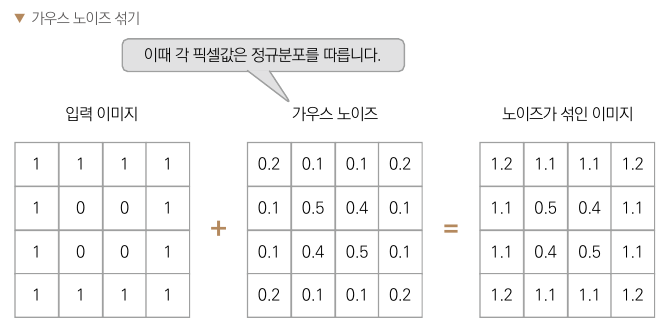 ▼ 가우스 노이즈 섞기
이때 각 픽셀값은 정규분포를 따릅니다.
입력 이미지 가우스 노이즈 노이즈가 섞인 이미지
1 1 1 1 0.2 0.1 0.1 0.2 1.2 1.1 1.1 1.2
1 0 0 1 0.1 0.5 0.4 0.1 1.1 0.5 0.4 1.1
+ =
1 0 0 1 0.1 0.4 0.5 0.1 1.1 0.4 0.5 1.1
1 1 1 1 0.2 0.1 0.1 0.2 1.2 1.1 1.1 1.2